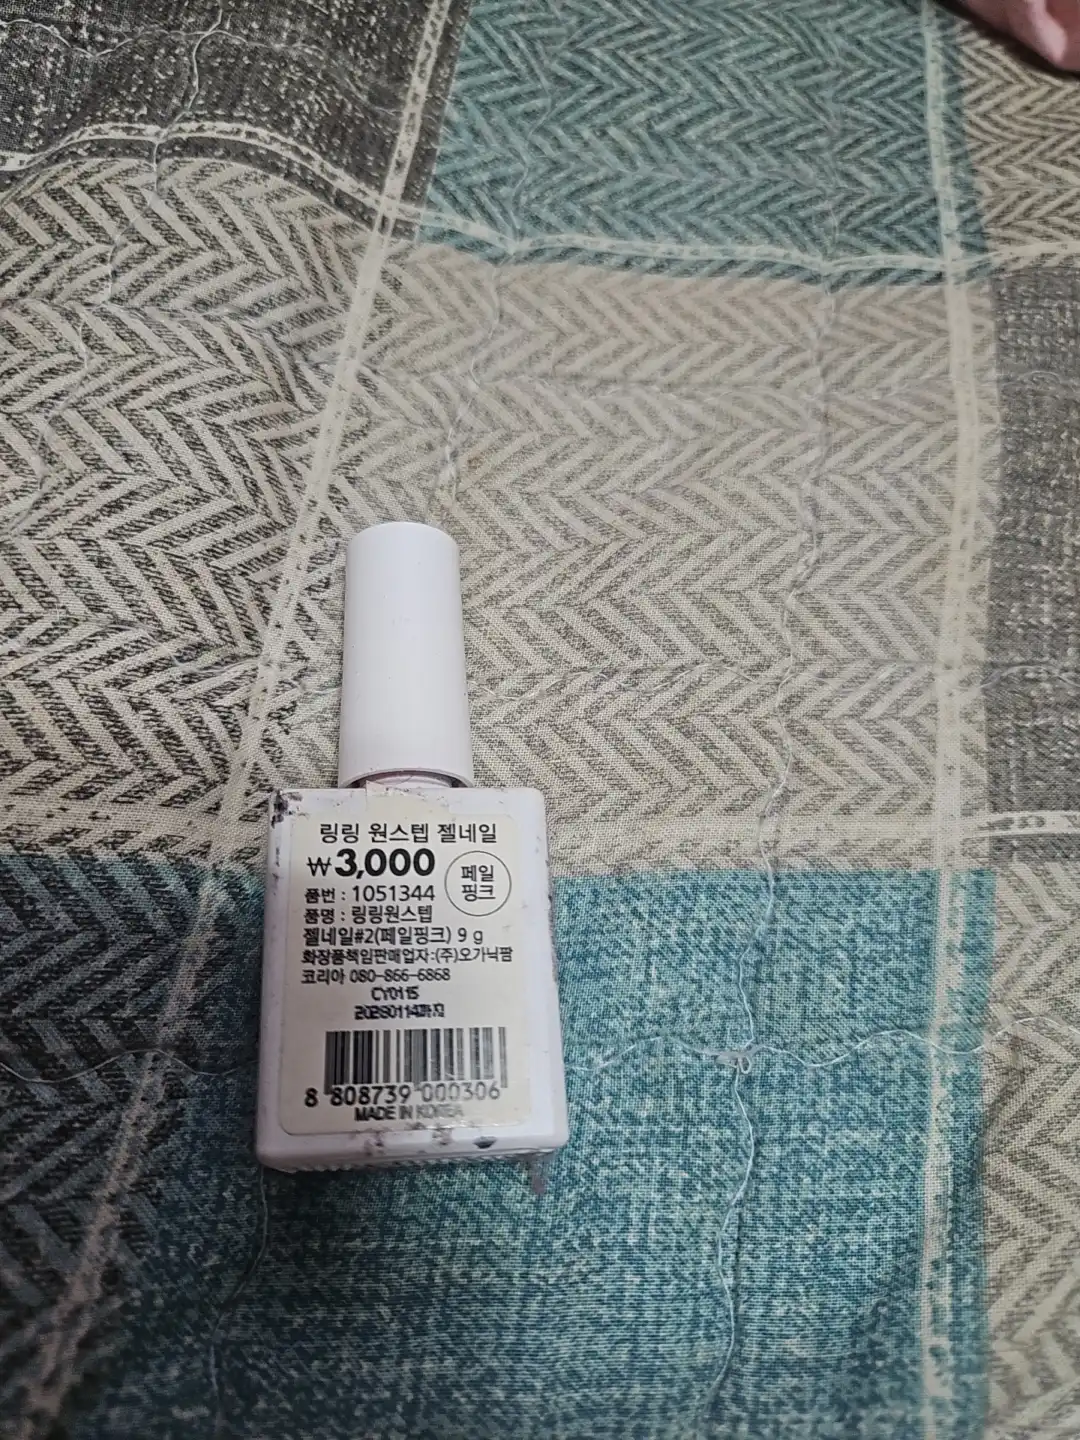 링링 원스텝 젤네일
₩3,000
페일
핑크
품번 : 1051344
품명 : 링링원스텝
젤네일#2(페일핑크) 9 g
화장품책임판매업자:(주)오가닉팜
코리아 080-866-6868
CY0115
20280114까지
8 808739 000306
MADE IN KOREA